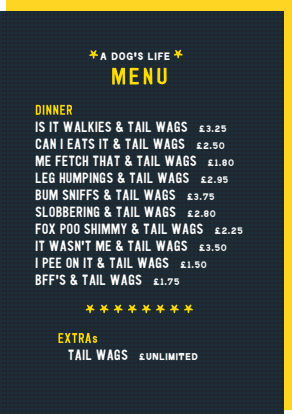 A DOG'S LIFE
MENU
DINNER
IS IT WALKIES & TAIL WAGS £3.25
CAN I EATS IT & TAIL WAGS £2.50
ME FETCH THAT & TAIL WAGS £1.80
LEG HUMPINGS & TAIL WAGS £2.95
BUM SNIFFS & TAIL WAGS £3.75
SLOBBERING & TAIL WAGS £2.80
FOX POO SHIMMY & TAIL WAGS £2.25
IT WASN'T ME & TAIL WAGS £3.50
I PEE ON IT & TAIL WAGS £1.50
BFF'S & TAIL WAGS £1.75
EXTRAs
TAIL WAGS £UNLIMITED